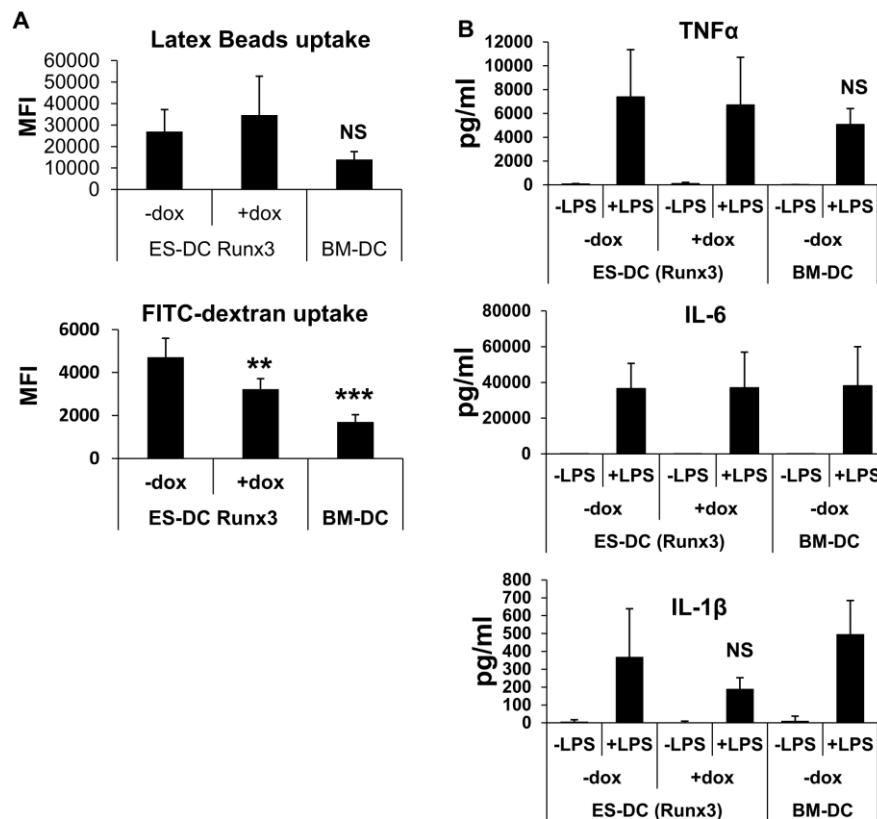 A
Latex Beads uptake
MFI
60000
50000
40000
30000
20000
10000
0
NS
-dox +dox
ES-DC Runx3 BM-DC
FITC-dextran uptake
MFI
6000
4000
2000
0
**
***
-dox +dox
ES-DC Runx3 BM-DC
B
TNFα
pg/ml
12000
10000
8000
6000
4000
2000
0
NS
-LPS +LPS -LPS +LPS -LPS +LPS
-dox +dox -dox
ES-DC (Runx3) BM-DC
IL-6
pg/ml
80000
60000
40000
20000
0
-LPS +LPS -LPS +LPS -LPS +LPS
-dox +dox -dox
ES-DC (Runx3) BM-DC
IL-1β
pg/ml
800
700
600
500
400
300
200
100
0
NS
-LPS +LPS -LPS +LPS -LPS +LPS
-dox +dox -dox
ES-DC (Runx3) BM-DC